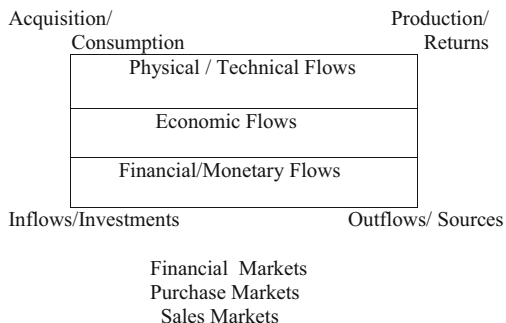 Acquisition/ Production/
Consumption Returns
Physical / Technical Flows
Economic Flows
Financial/Monetary Flows
Inflows/Investments Outflows/ Sources
Financial Markets
Purchase Markets
Sales Markets